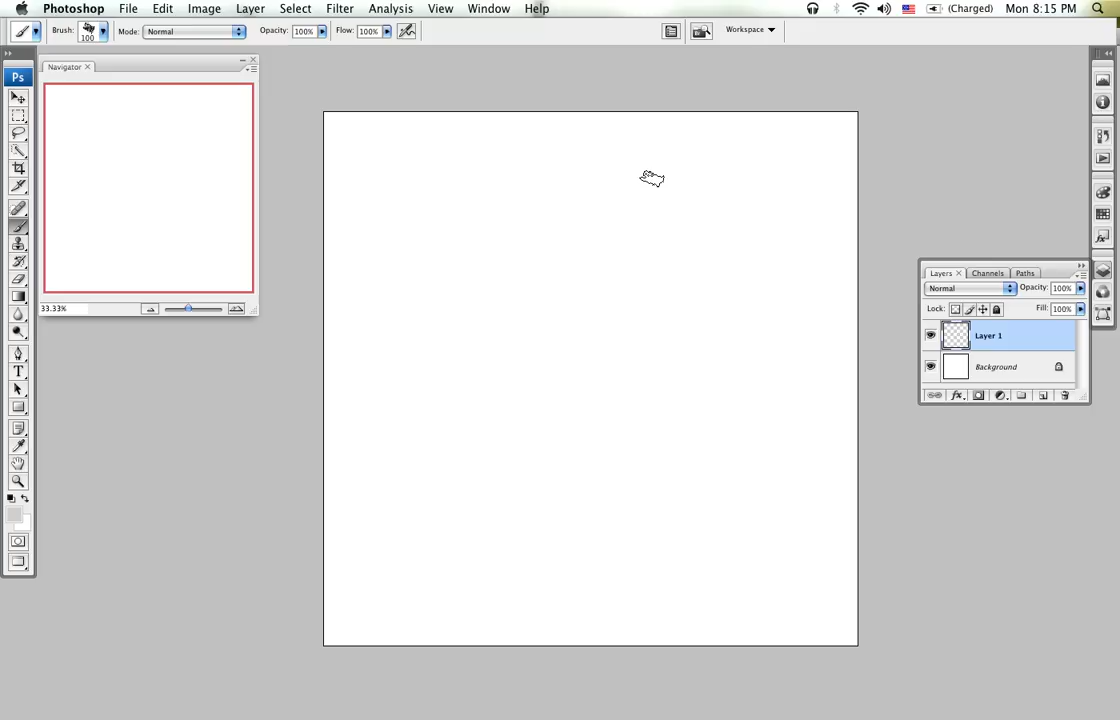 Photoshop File Edit Image Layer Select Filter Analysis View Window Help (Charged) Mon 8:15 PM
Brush: 100 Mode: Normal Opacity: 100% Flow: 100% Workspace
Ps
Navigator
33.33%
Layers Channels Paths
Normal Opacity: 100%
Lock: Fill: 100%
Layer 1
Background
fx
T